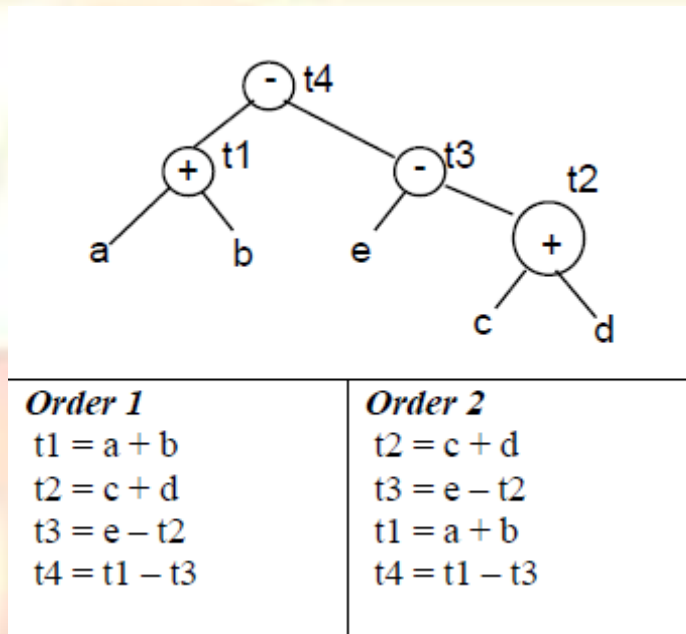 - t4
+ t1
- t3
t2
a
b
e
+
c
d
Order 1
t1 = a + b
t2 = c + d
t3 = e – t2
t4 = t1 – t3
Order 2
t2 = c + d
t3 = e – t2
t1 = a + b
t4 = t1 – t3